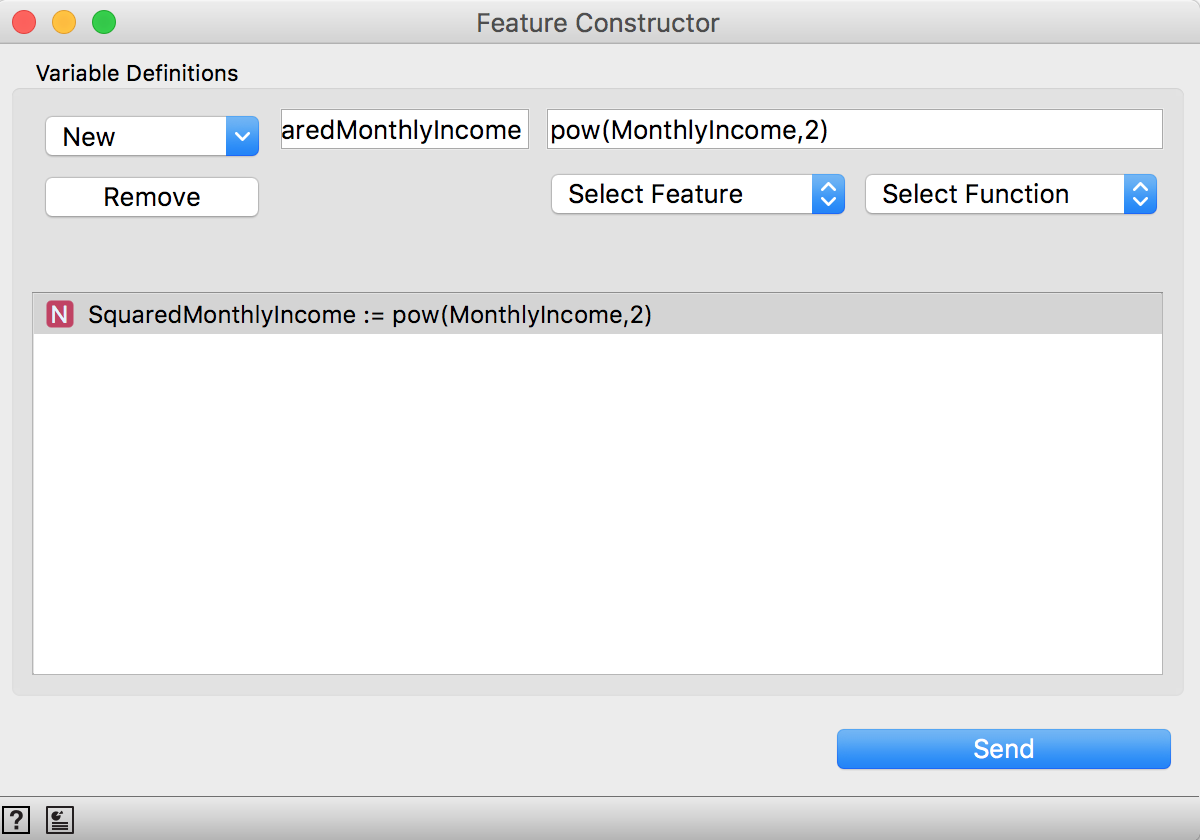 Feature Constructor
Variable Definitions
New
aredMonthlyIncome
pow(MonthlyIncome,2)
Remove
Select Feature
Select Function
N SquaredMonthlyIncome := pow(MonthlyIncome,2)
Send
?